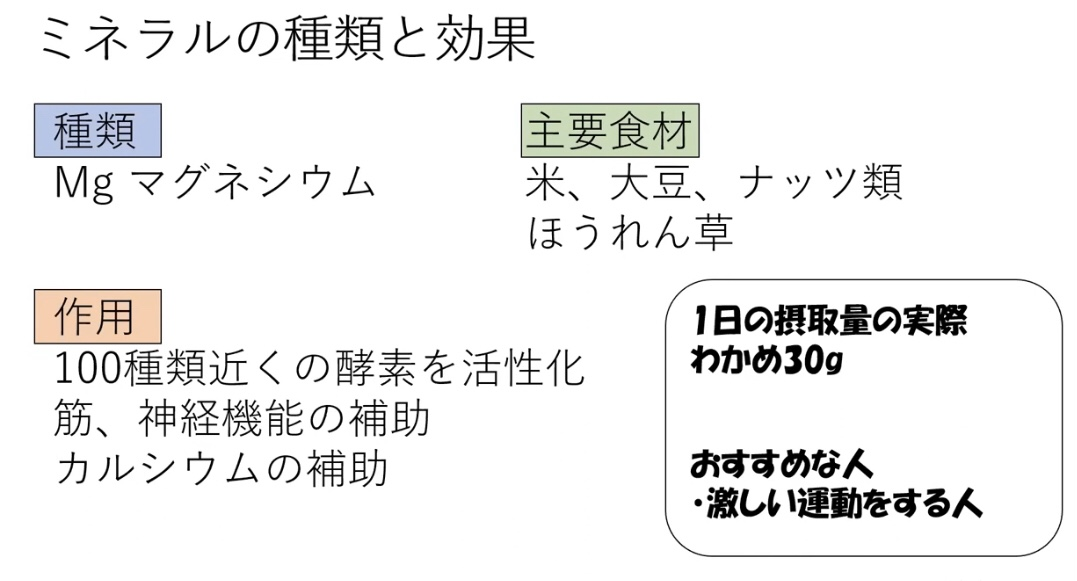 ミネラルの種類と効果
種類
Mg マグネシウム
主要食材
米、大豆、ナッツ類
ほうれん草
作用
100種類近くの酵素を活性化
筋、神経機能の補助
カルシウムの補助
1日の摂取量の実際
わかめ30g
おすすめな人
・激しい運動をする人